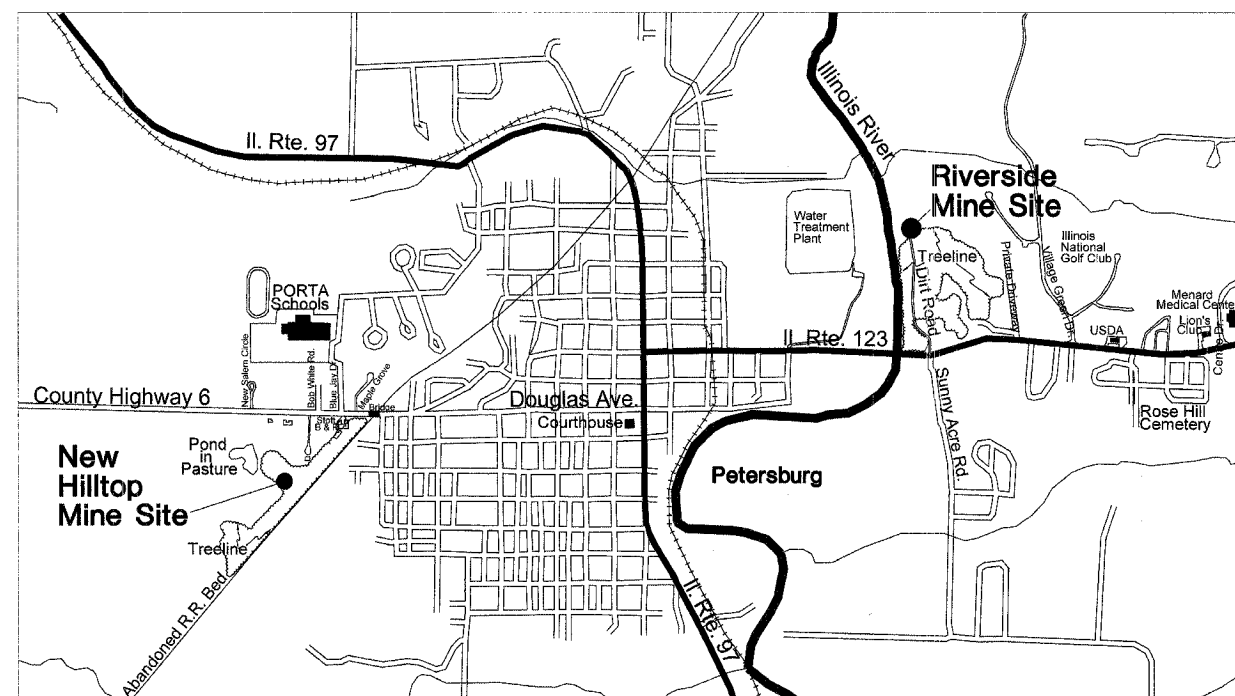 Il. Rte. 97
Illinois River
Riverside
Mine Site
Water
Treatment
Plant
Treeline
Dirt Road
Private Driveway
Village Green Dr.
Illinois
National
Golf Club
Menard
Medical Center
Lion's
Club
USDA
PORTA
Schools
Il. Rte. 123
New Salem Circle
Bob White Rd.
Blue Jay Dr.
Maple Grove
Bridge
County Highway 6
Douglas Ave.
Courthouse
Sunny Acre Rd.
Rose Hill
Cemetery
Pond
in
Pasture
New
Hilltop
Mine Site
Petersburg
Treeline
Abandoned R.R. Bed
Il. Rte. 97